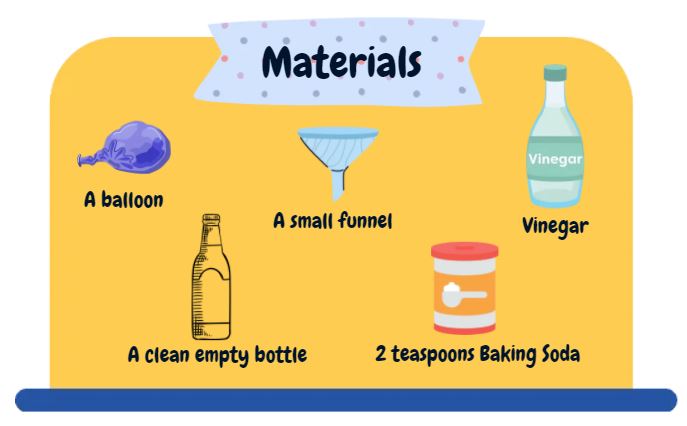 Materials
A balloon
A small funnel
Vinegar
Vinegar
A clean empty bottle
2 teaspoons Baking Soda